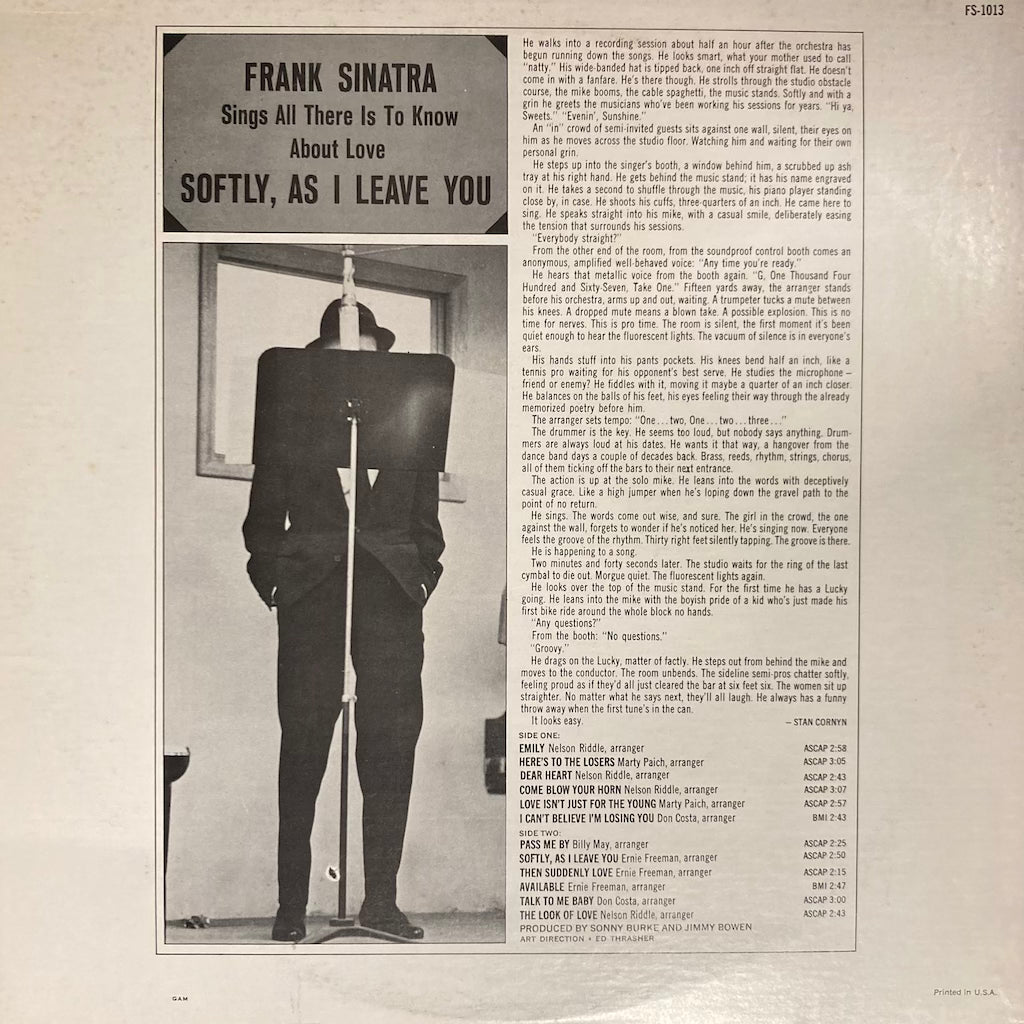 FS-1013
FRANK SINATRA
Sings All There Is To Know
About Love
SOFTLY, AS I LEAVE YOU
He walks into a recording session about half an hour after the orchestra has
begun running down the songs. He looks smart, what your mother used to call
"natty." His wide-banded hat is tipped back, one inch off straight flat. He doesn't
come in with a fanfare. He's there though. He strolls through the studio obstacle
course, the mike booms, the cable spaghetti, the music stands. Softly and with a
grin he greets the musicians who've been working his sessions for years. "Hi ya,
Sweets." "Evenin', Sunshine."
An "in" crowd of semi-invited guests sits against one wall, silent, their eyes on
him as he moves across the studio floor. Watching him and waiting for their own
personal grin.
He steps up into the singer's booth, a window behind him, a scrubbed up ash
tray at his right hand. He gets behind the music stand; it has his name engraved
on it. He takes a second to shuffle through the music, his piano player standing
close by, in case. He shoots his cuffs, three-quarters of an inch. He came here to
sing. He speaks straight into his mike, with a casual smile, deliberately easing
the tension that surrounds his sessions.
"Everybody straight?"
From the other end of the room, from the soundproof control booth comes an
anonymous, amplified well-behaved voice: "Any time you're ready."
He hears that metallic voice from the booth again. "G, One Thousand Four
Hundred and Sixty-Seven, Take One." Fifteen yards away, the arranger stands
before his orchestra, arms up and out, waiting. A trumpeter tucks a mute between
his knees. A dropped mute means a blown take. A possible explosion. This is no
time for nerves. This is pro time. The room is silent, the first moment it's been
quiet enough to hear the fluorescent lights. The vacuum of silence is in everyone's
ears.
His hands stuff into his pants pockets. His knees bend half an inch, like a
tennis pro waiting for his opponent's best serve. He studies the microphone –
friend or enemy? He fiddles with it, moving it maybe a quarter of an inch closer.
He balances on the balls of his feet, his eyes feeling their way through the already
memorized poetry before him.
The arranger sets tempo: "One...two, One...two...three..."
The drummer is the key. He seems too loud, but nobody says anything. Drum-
mers are always loud at his dates. He wants it that way, a hangover from the
dance band days a couple of decades back. Brass, reeds, rhythm, strings, chorus,
all of them ticking off the bars to their next entrance.
The action is up at the solo mike. He leans into the words with deceptively
casual grace. Like a high jumper when he's loping down the gravel path to the
point of no return.
He sings. The words come out wise, and sure. The girl in the crowd, the one
against the wall, forgets to wonder if he's noticed her. He's singing now. Everyone
feels the groove of the rhythm. Thirty right feet silently tapping. The groove is there.
He is happening to a song.
Two minutes and forty seconds later. The studio waits for the ring of the last
cymbal to die out. Morgue quiet. The fluorescent lights again.
He looks over the top of the music stand. For the first time he has a Lucky
going. He leans into the mike with the boyish pride of a kid who's just made his
first bike ride around the whole block no hands.
"Any questions?"
From the booth: "No questions."
"Groovy."
He drags on the Lucky, matter of factly. He steps out from behind the mike and
moves to the conductor. The room unbends. The sideline semi-pros chatter softly,
feeling proud as if they'd all just cleared the bar at six feet six. The women sit up
straighter. No matter what he says next, they'll all laugh. He always has a funny
throw away when the first tune's in the can.
It looks easy. – STAN CORNYN
SIDE ONE:
EMILY Nelson Riddle, arranger ASCAP 2:58
HERE'S TO THE LOSERS Marty Paich, arranger ASCAP 3:05
DEAR HEART Nelson Riddle, arranger ASCAP 2:43
COME BLOW YOUR HORN Nelson Riddle, arranger ASCAP 3:07
LOVE ISN'T JUST FOR THE YOUNG Marty Paich, arranger ASCAP 2:57
I CAN'T BELIEVE I'M LOSING YOU Don Costa, arranger BMI 2:43
SIDE TWO:
PASS ME BY Billy May, arranger ASCAP 2:25
SOFTLY, AS I LEAVE YOU Ernie Freeman, arranger ASCAP 2:50
THEN SUDDENLY LOVE Ernie Freeman, arranger ASCAP 2:15
AVAILABLE Ernie Freeman, arranger BMI 2:47
TALK TO ME BABY Don Costa, arranger ASCAP 3:00
THE LOOK OF LOVE Nelson Riddle, arranger ASCAP 2:43
PRODUCED BY SONNY BURKE AND JIMMY BOWEN
ART DIRECTION • ED THRASHER
GAM
Printed in U.S.A.